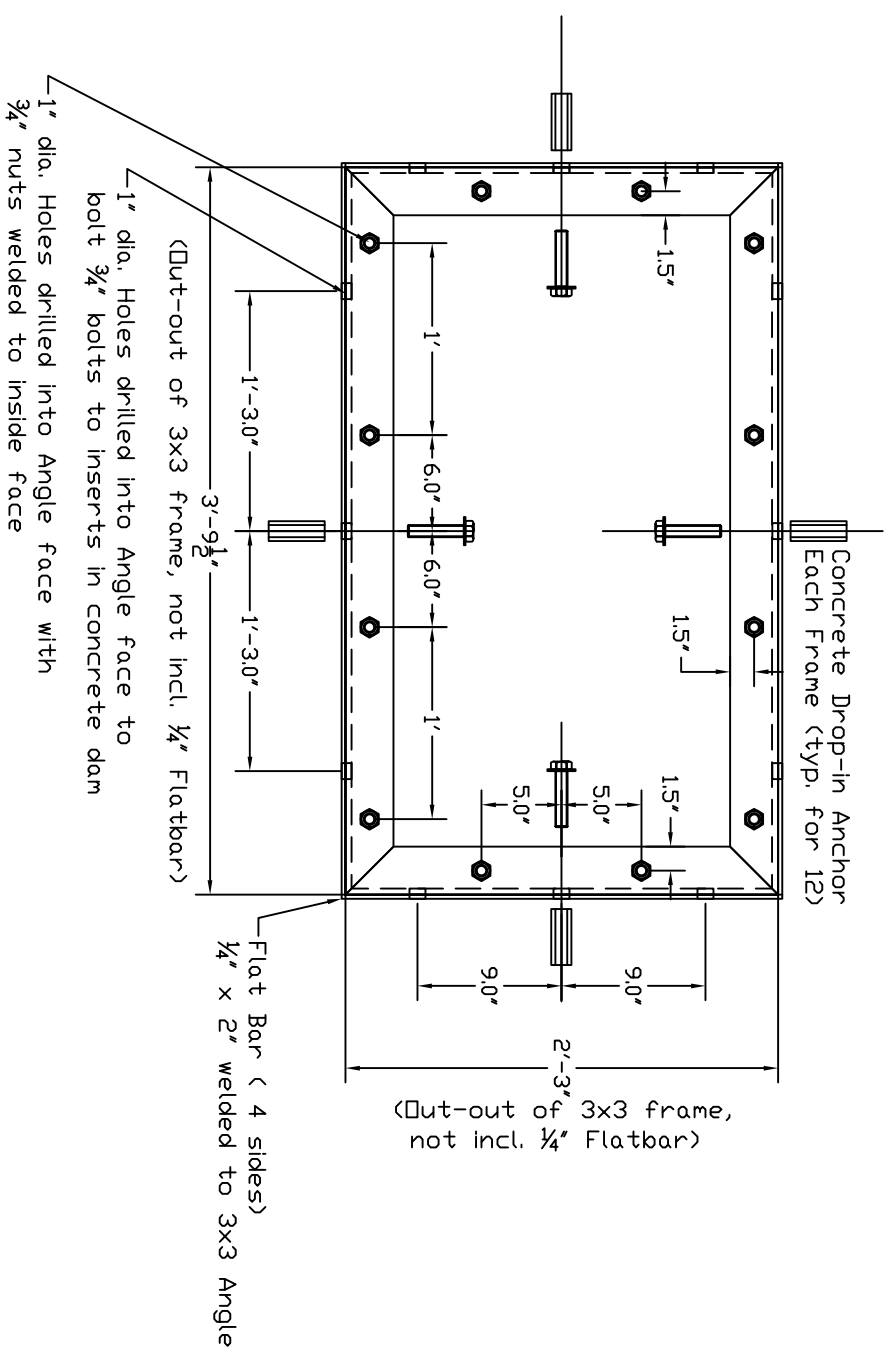 Concrete Drop-in Anchor
Each Frame (typ. for 12)
1.5"
1.5"
1.5"
1'
6.0"
6.0"
1'
5.0"
5.0"
9.0"
9.0"
1'-3.0"
1'-3.0"
3'-9½"
(Out-out of 3x3 frame, not incl. ¼" Flatbar)
2'-3"
(Out-out of 3x3 frame,
not incl. ¼" Flatbar)
Flat Bar ( 4 sides)
¼" x 2" welded to 3x3 Angle
1" dia. Holes drilled into Angle face to
bolt ¾" bolts to inserts in concrete dam
1" dia. Holes drilled into Angle face with
¾" nuts welded to inside face